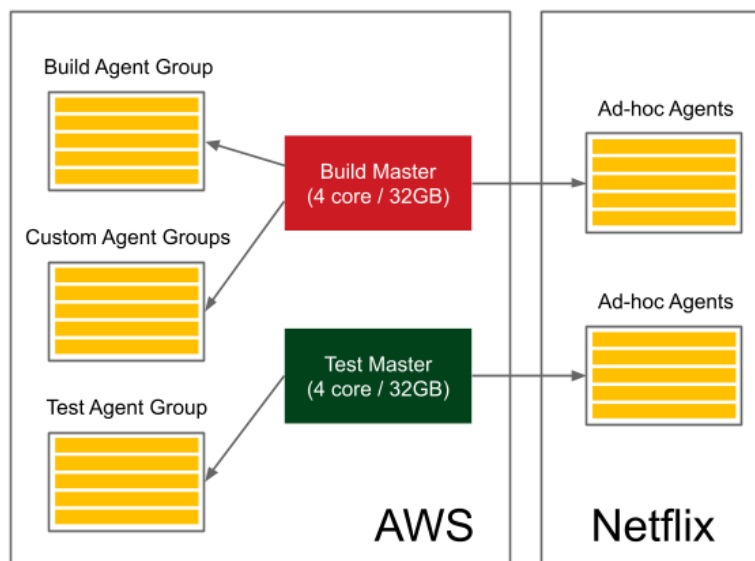 Build Agent Group
Custom Agent Groups
Test Agent Group
Build Master
(4 core / 32GB)
Test Master
(4 core / 32GB)
AWS
Ad-hoc Agents
Ad-hoc Agents
Netflix